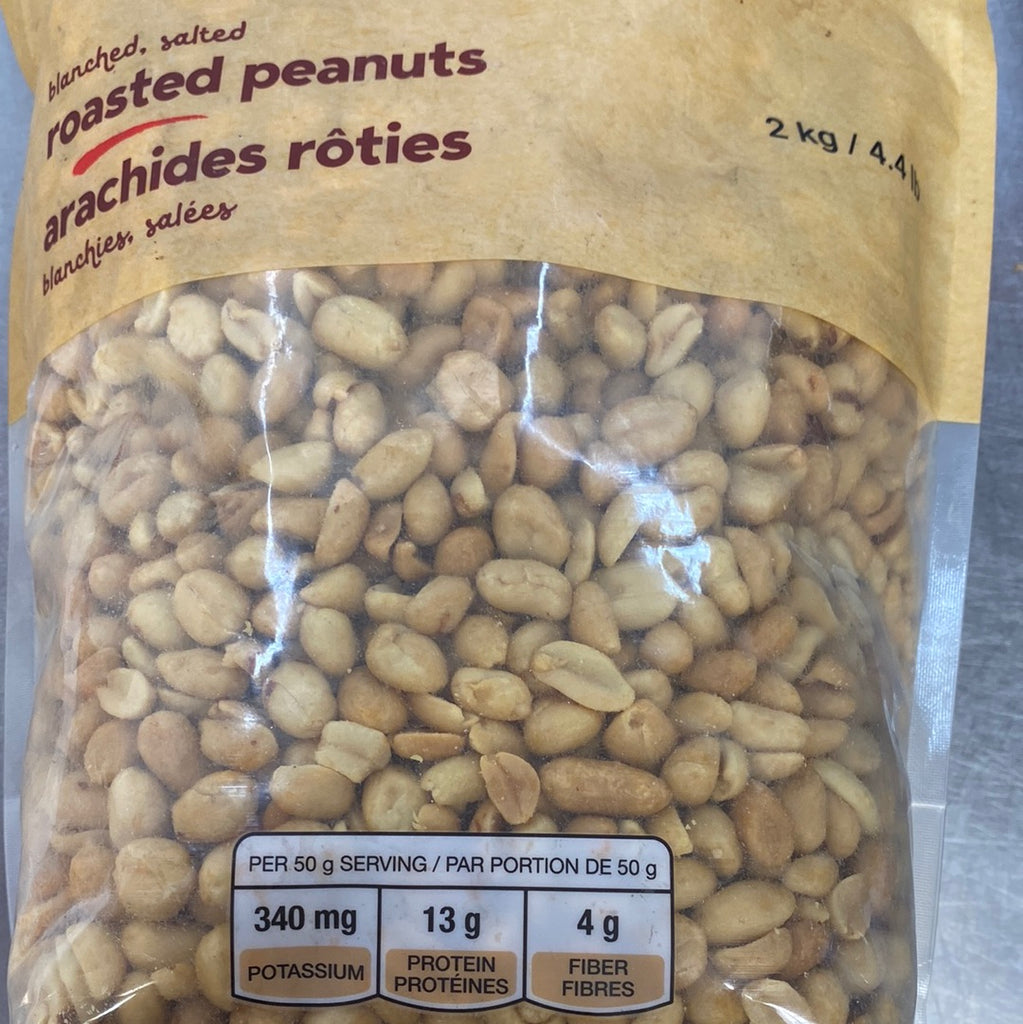 blanched, salted
roasted peanuts
arachides rôties
blanchies, salées
2 kg / 4.4 lb
PER 50 g SERVING / PAR PORTION DE 50 g
340 mg
POTASSIUM
13 g
PROTEIN
PROTÉINES
4 g
FIBER
FIBRES